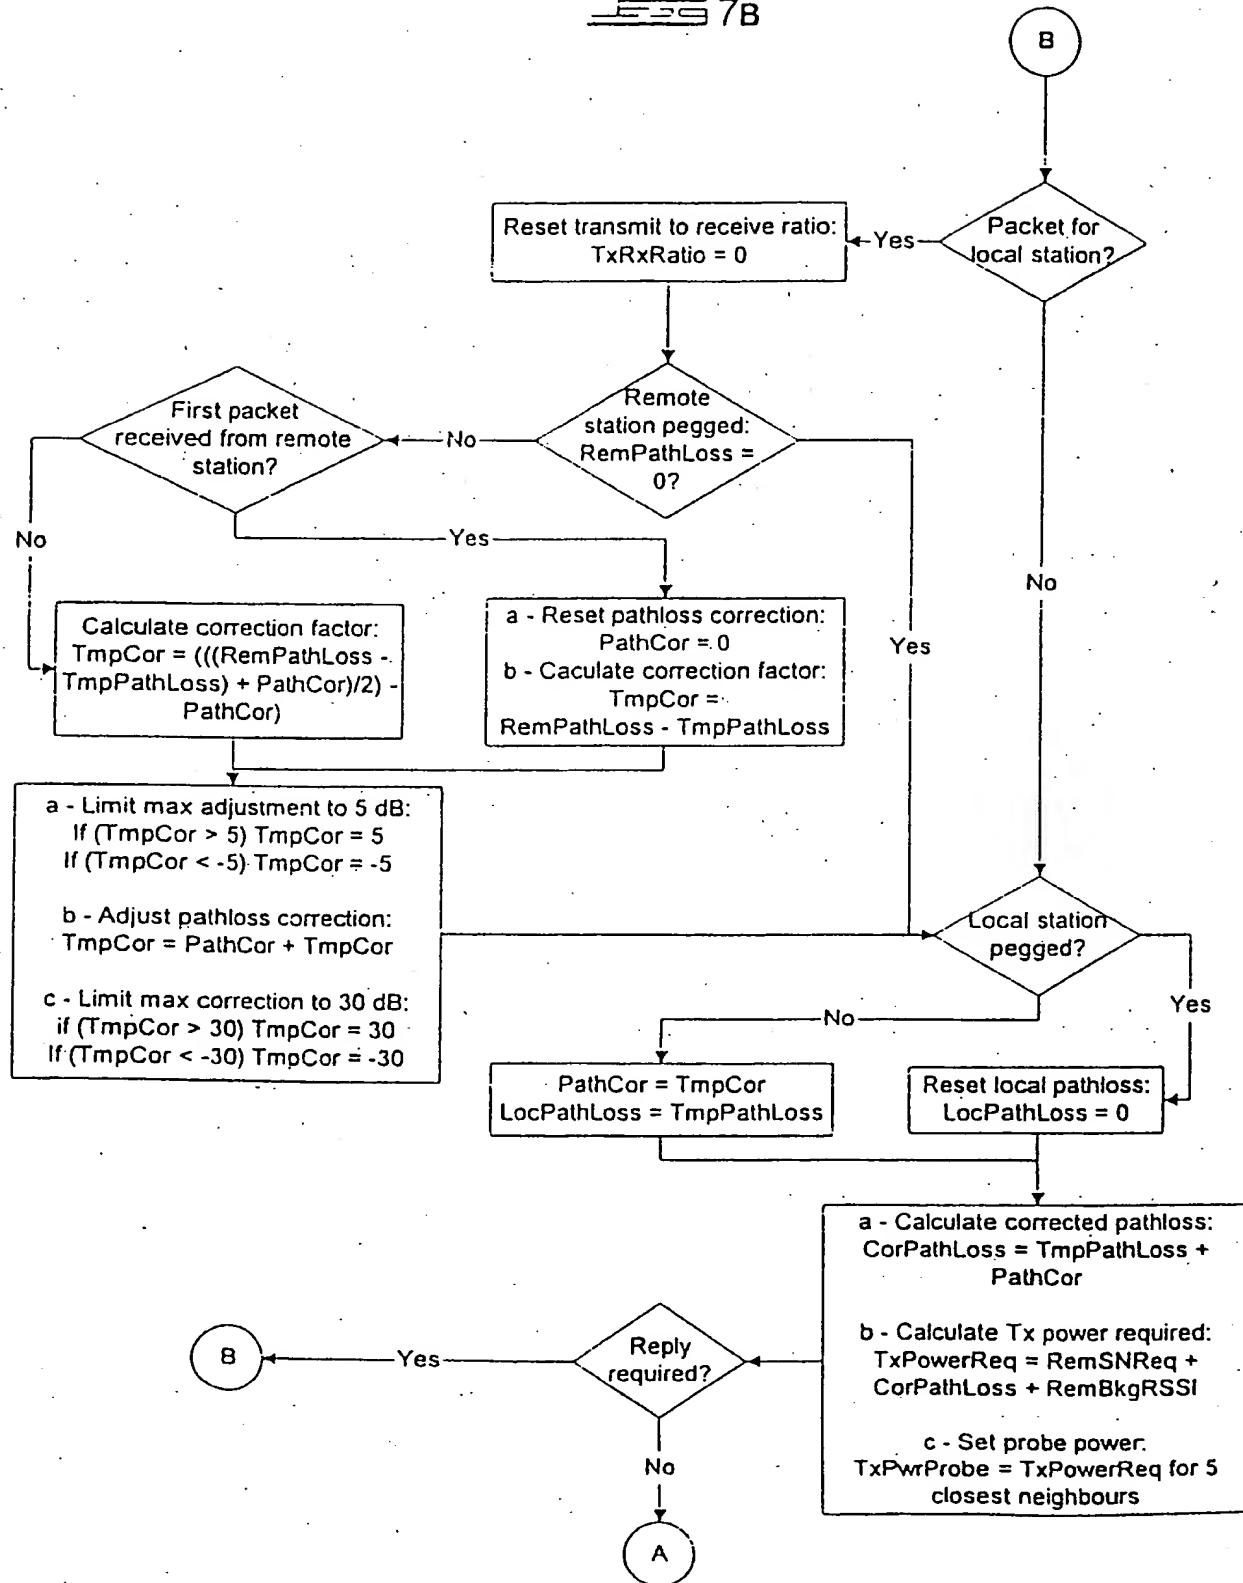 7B
B
Packet for
local station?
Yes
Reset transmit to receive ratio:
TxRxRatio = 0
Remote
station pegged:
RemPathLoss =
0?
No
First packet
received from remote
station?
No
Yes
Yes
No
Calculate correction factor:
TmpCor = (((RemPathLoss -
TmpPathLoss) + PathCor)/2) -
PathCor)
a - Reset pathloss correction:
PathCor = 0
b - Caculate correction factor:
TmpCor =
RemPathLoss - TmpPathLoss
a - Limit max adjustment to 5 dB:
If (TmpCor > 5) TmpCor = 5
If (TmpCor < -5) TmpCor = -5
b - Adjust pathloss correction:
TmpCor = PathCor + TmpCor
c - Limit max correction to 30 dB:
if (TmpCor > 30) TmpCor = 30
If (TmpCor < -30) TmpCor = -30
Local station
pegged?
No
Yes
PathCor = TmpCor
LocPathLoss = TmpPathLoss
Reset local pathloss:
LocPathLoss = 0
a - Calculate corrected pathloss:
CorPathLoss = TmpPathLoss +
PathCor
b - Calculate Tx power required:
TxPowerReq = RemSNReq +
CorPathLoss + RemBkgRSSI
c - Set probe power:
TxPwrProbe = TxPowerReq for 5
closest neighbours
Reply
required?
Yes
B
No
A